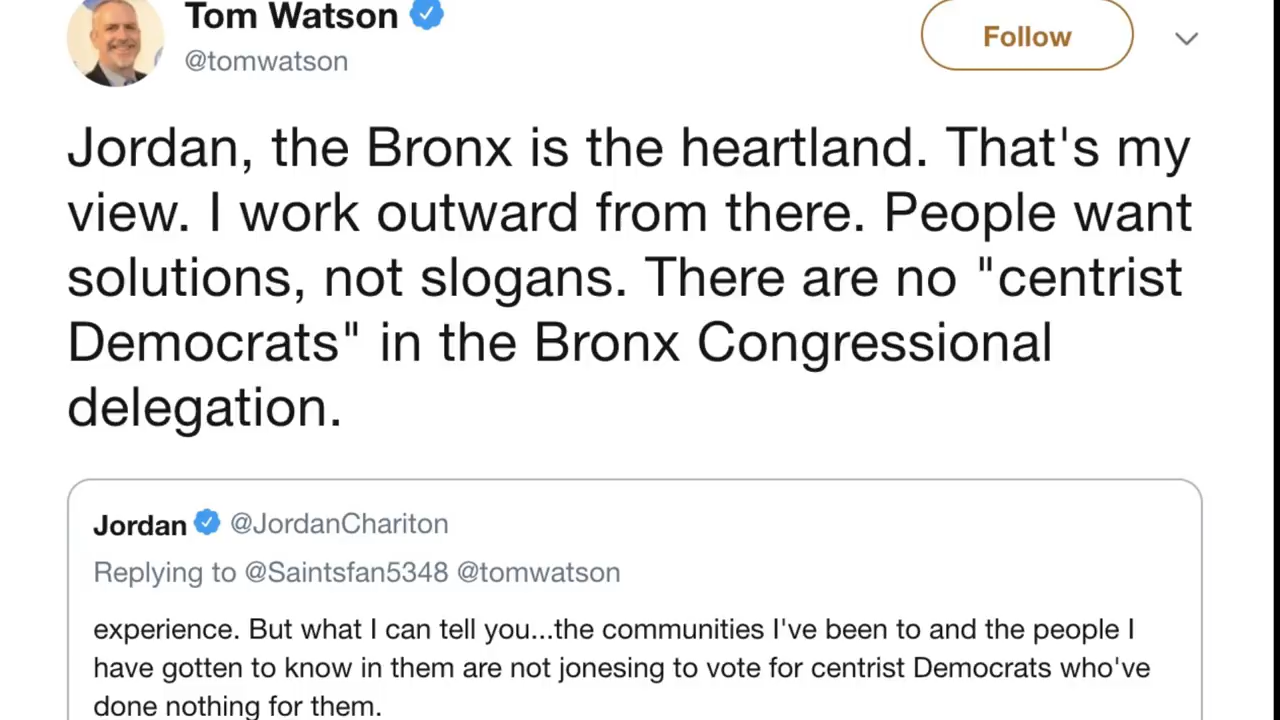 Tom Watson
@tomwatson
Follow
Jordan, the Bronx is the heartland. That's my
view. I work outward from there. People want
solutions, not slogans. There are no "centrist
Democrats" in the Bronx Congressional
delegation.
Jordan @JordanChariton
Replying to @Saintsfan5348 @tomwatson
experience. But what I can tell you...the communities I've been to and the people I
have gotten to know in them are not jonesing to vote for centrist Democrats who've
done nothing for them.